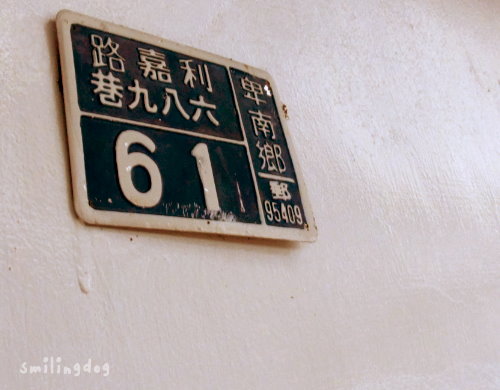 卑南鄉
郵
95409
利嘉路
六八九巷
61
smilingdog